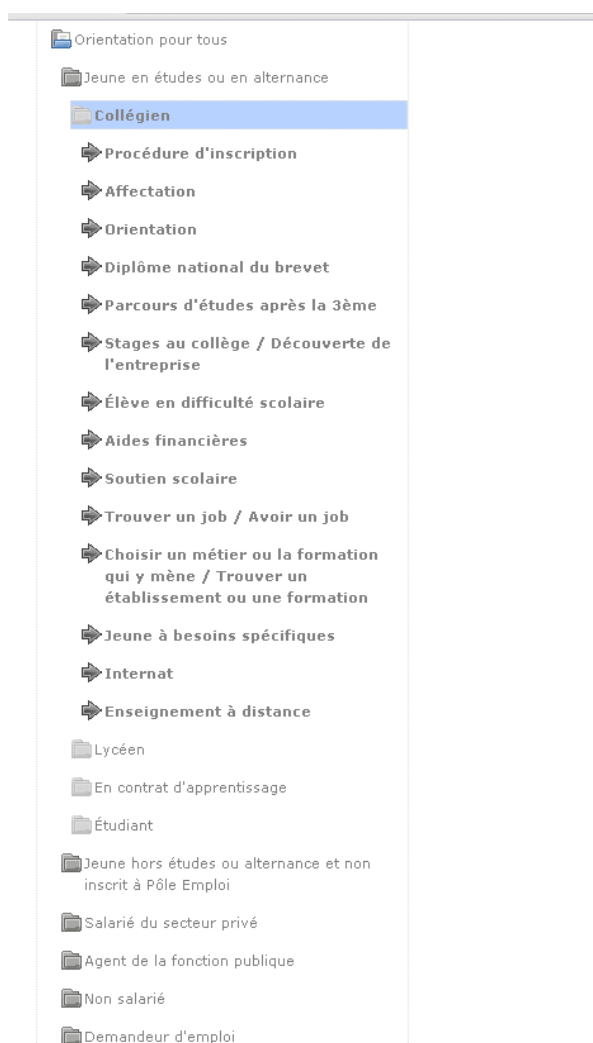 Orientation pour tous
Jeune en études ou en alternance
Collégien
Procédure d'inscription
Affectation
Orientation
Diplôme national du brevet
Parcours d'études après la 3ème
Stages au collège / Découverte de
l'entreprise
Élève en difficulté scolaire
Aides financières
Soutien scolaire
Trouver un job / Avoir un job
Choisir un métier ou la formation
qui y mène / Trouver un
établissement ou une formation
Jeune à besoins spécifiques
Internat
Enseignement à distance
Lycéen
En contrat d'apprentissage
Étudiant
Jeune hors études ou alternance et non
inscrit à Pôle Emploi
Salarié du secteur privé
Agent de la fonction publique
Non salarié
Demandeur d'emploi